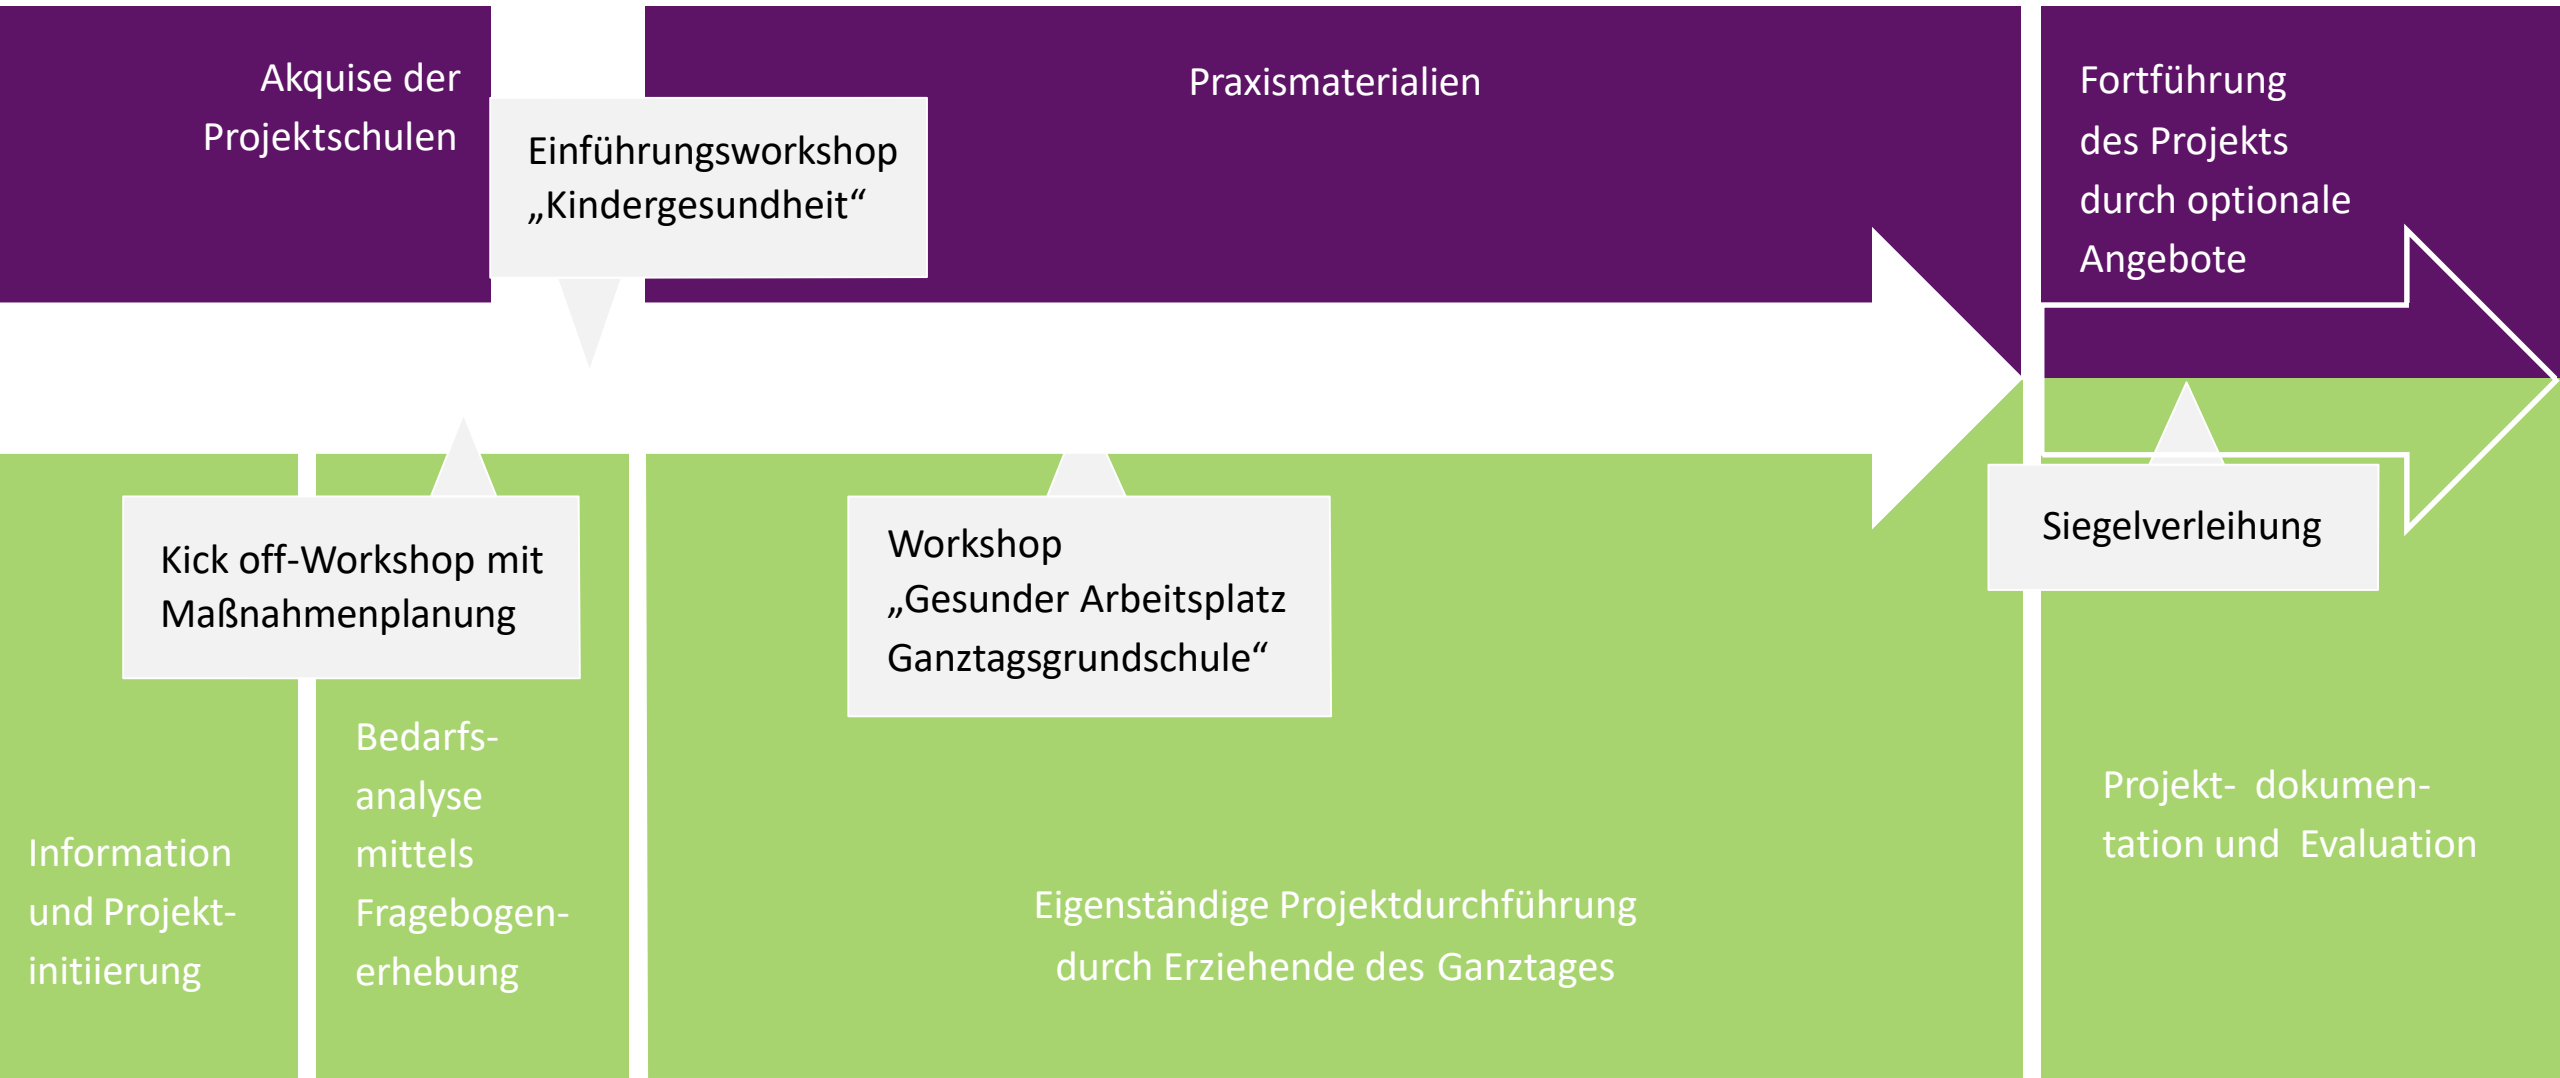 Akquise der
Projektschulen
Einführungsworkshop
„Kindergesundheit“
Praxismaterialien
Fortführung
des Projekts
durch optionale
Angebote
Kick off-Workshop mit
Maßnahmenplanung
Workshop
„Gesunder Arbeitsplatz
Ganztagsgrundschule“
Siegelverleihung
Information
und Projekt-
initiierung
Bedarfs-
analyse
mittels
Fragebogen-
erhebung
Eigenständige Projektdurchführung
durch Erziehende des Ganztages
Projekt- dokumen-
tation und Evaluation